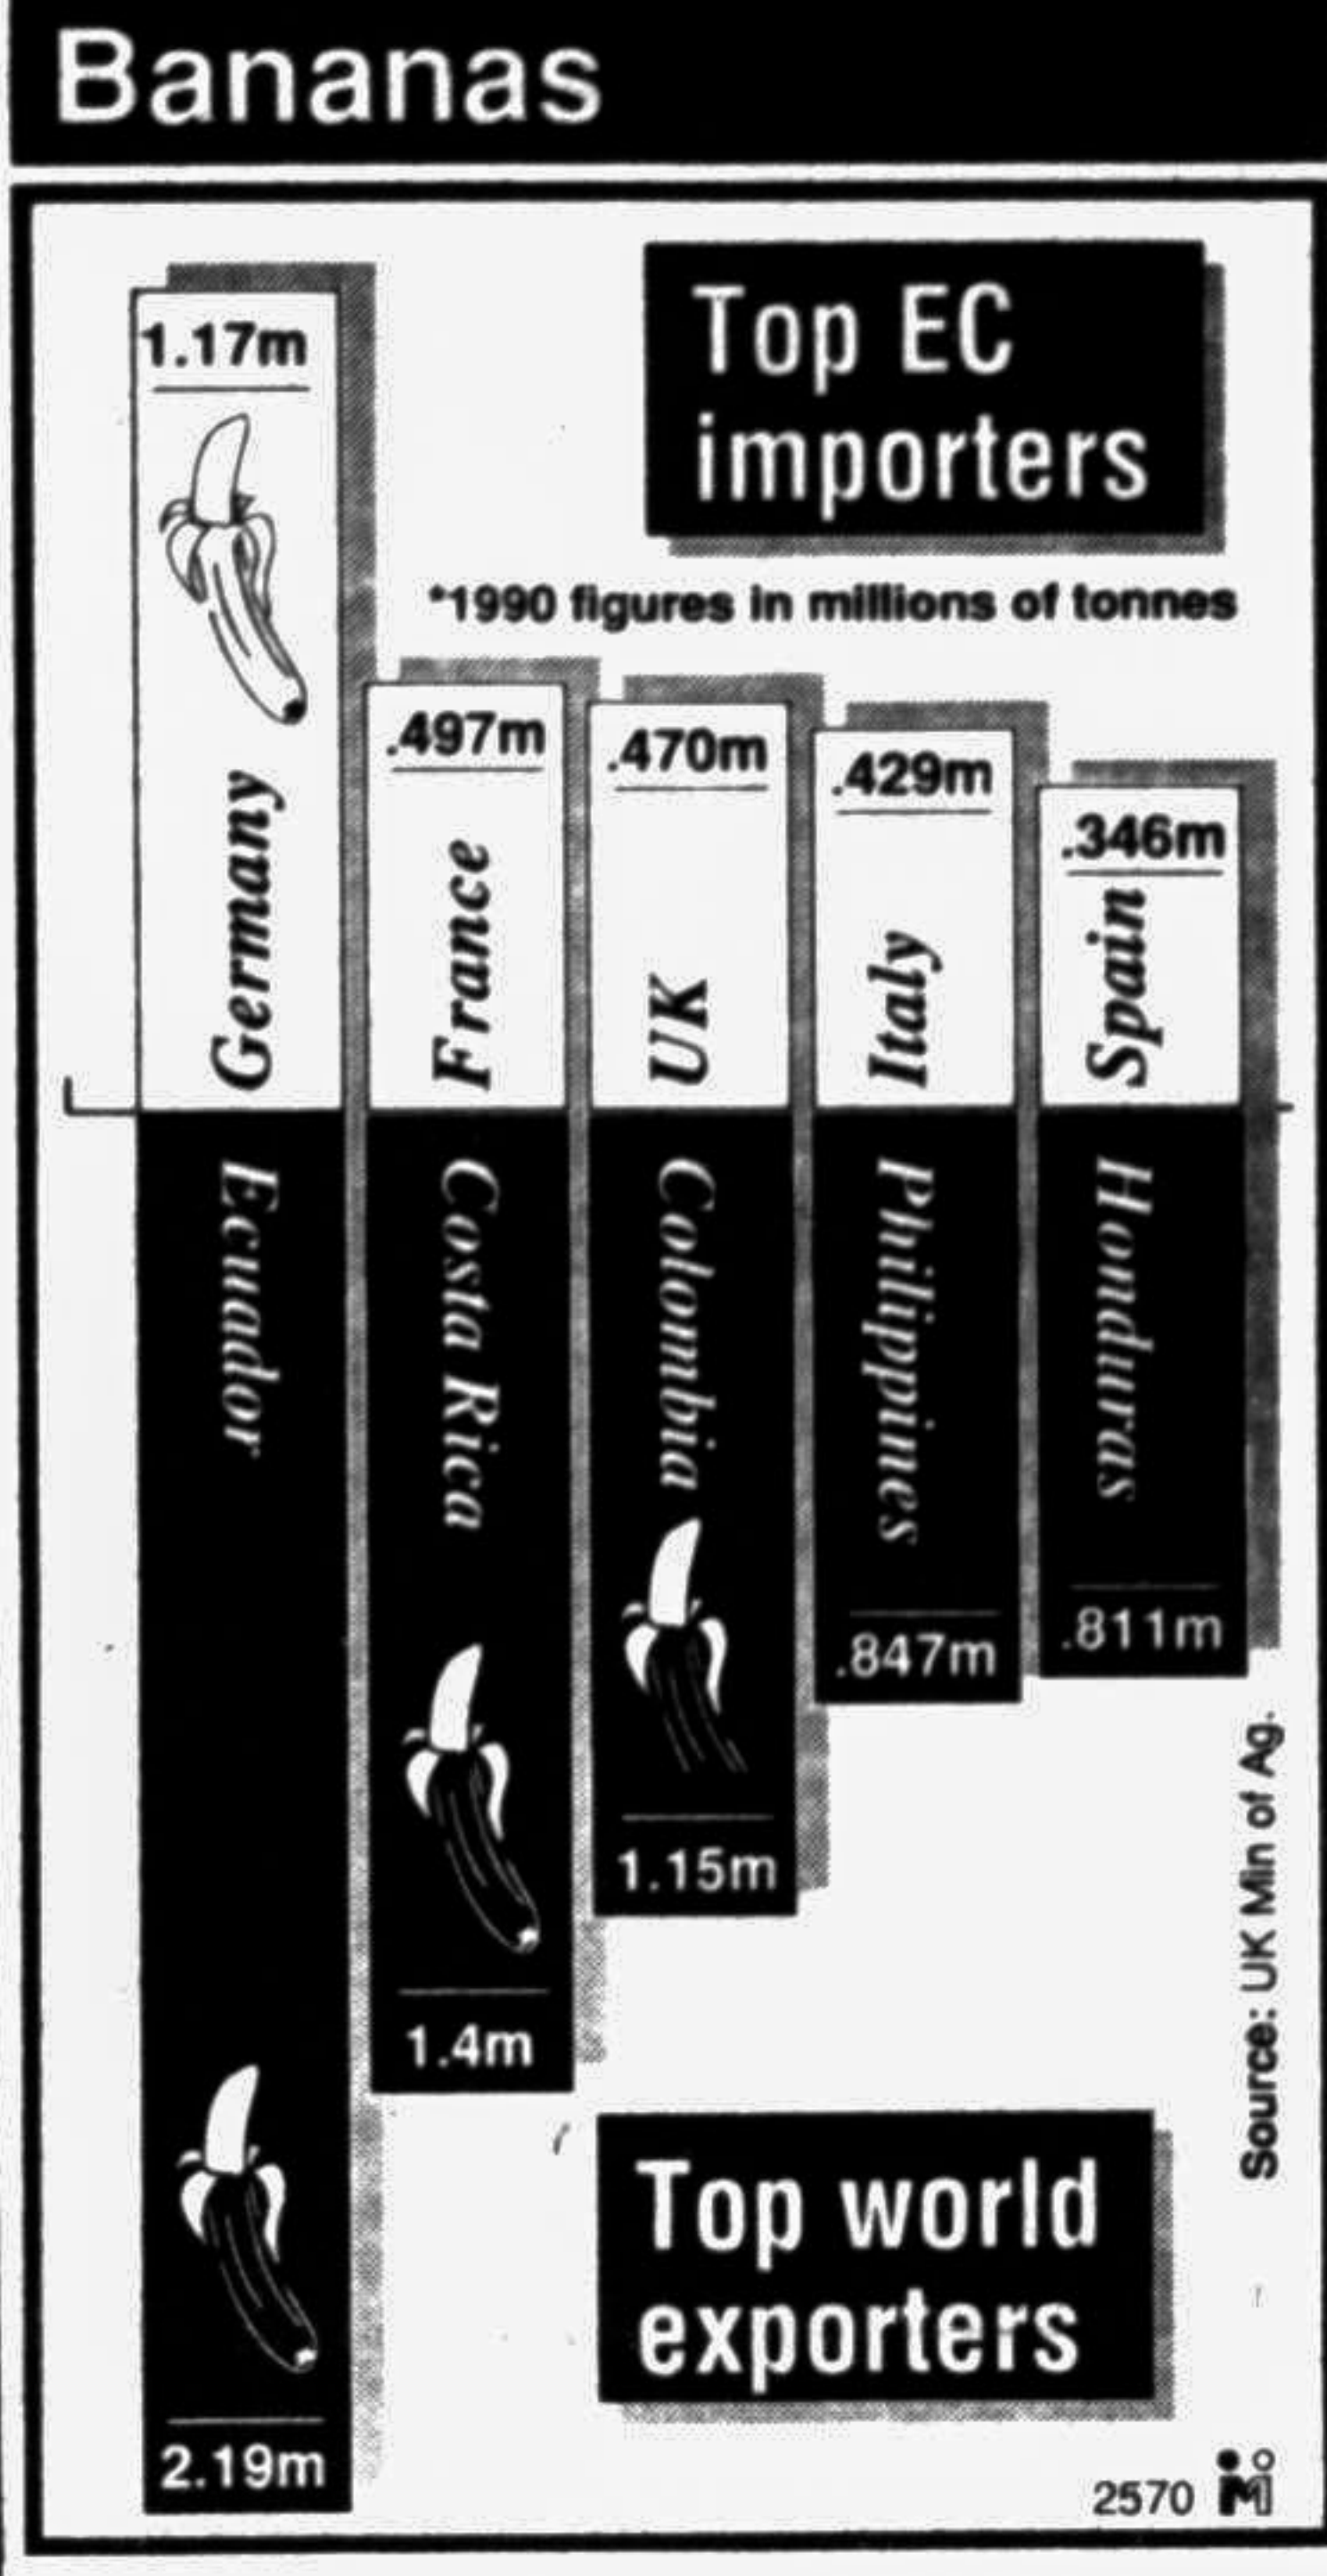 Bananas
Top EC
importers
*1990 figures in millions of tonnes
1.17m
Germany
.497m
France
.470m
UK
.429m
Italy
.346m
Spain
Ecuador
2.19m
Costa Rica
1.4m
Colombia
1.15m
Philippines
.847m
Honduras
.811m
Top world
exporters
Source: UK Min of Ag.
2570